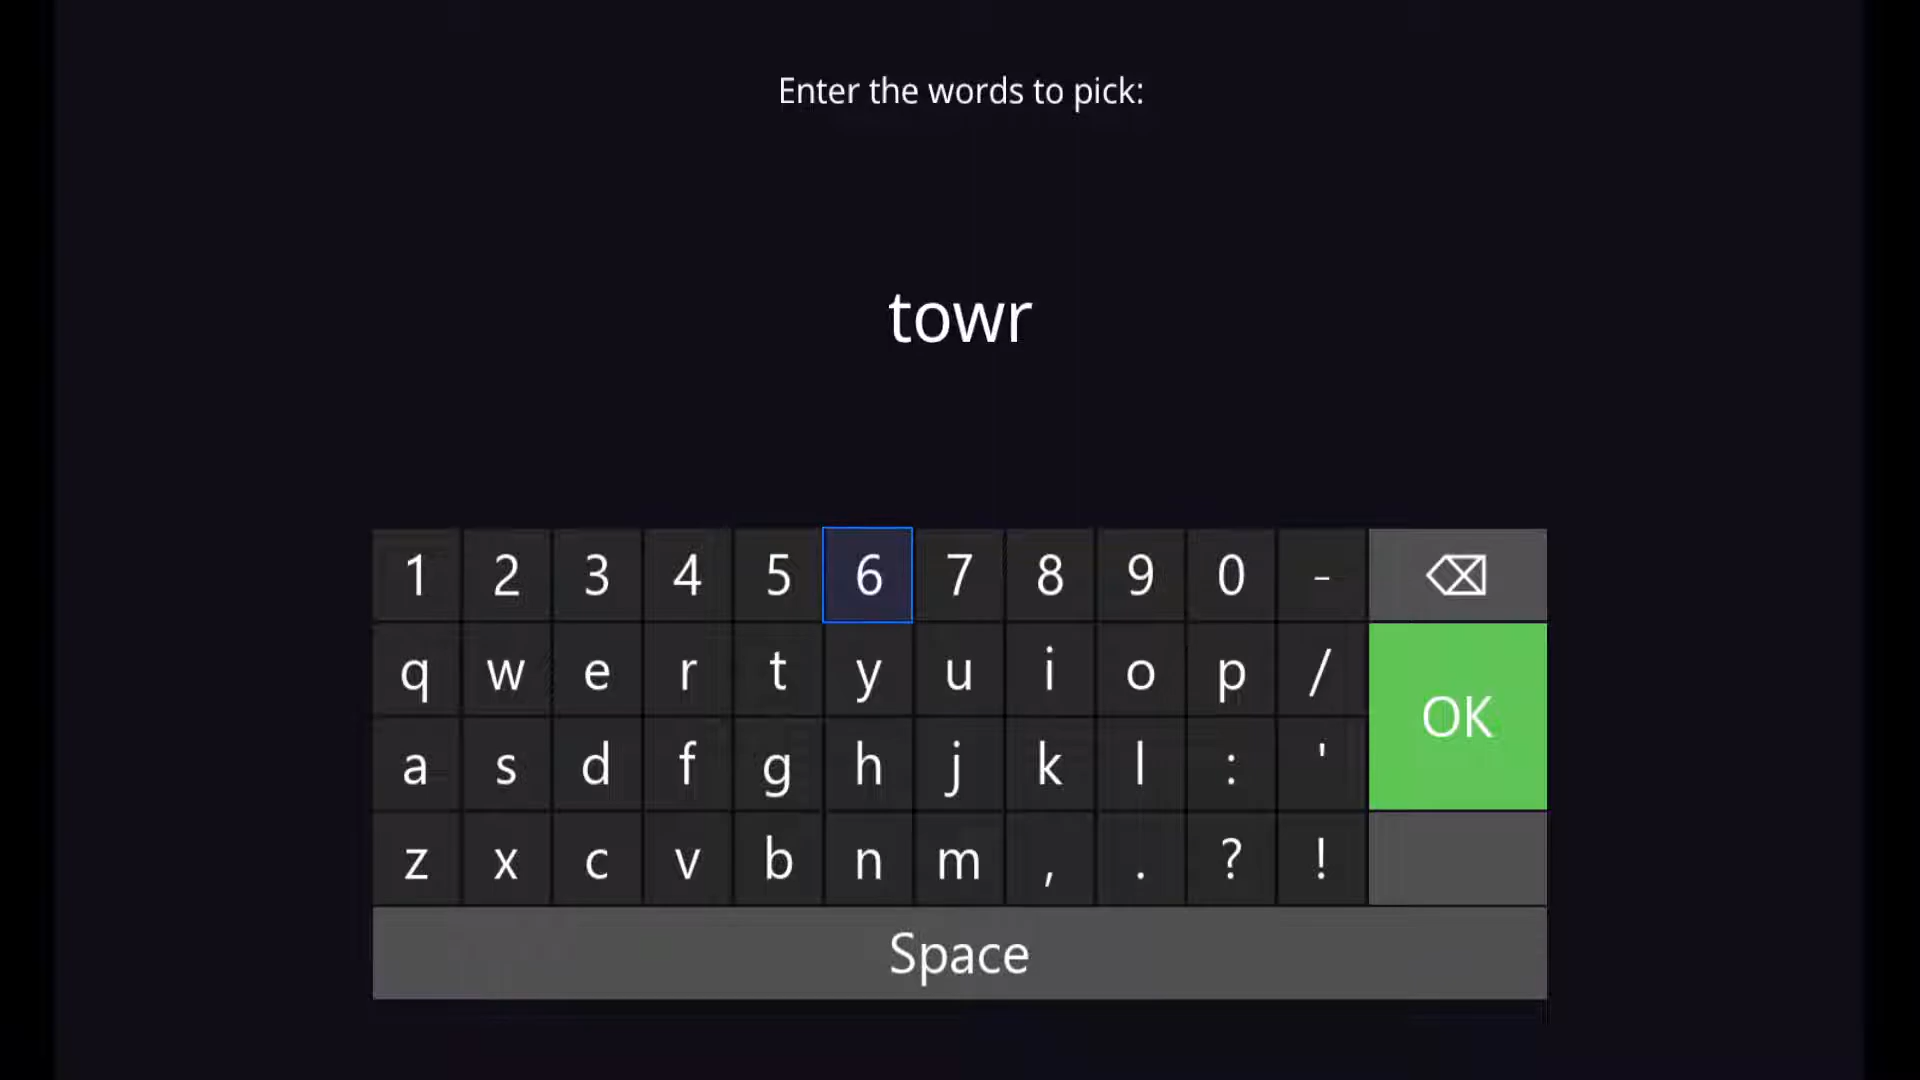 Enter the words to pick:
towr
1 2 3 4 5 6 7 8 9 0 -
q w e r t y u i o p /
OK
a s d f g h j k l : '
z x c v b n m , . ? !
Space